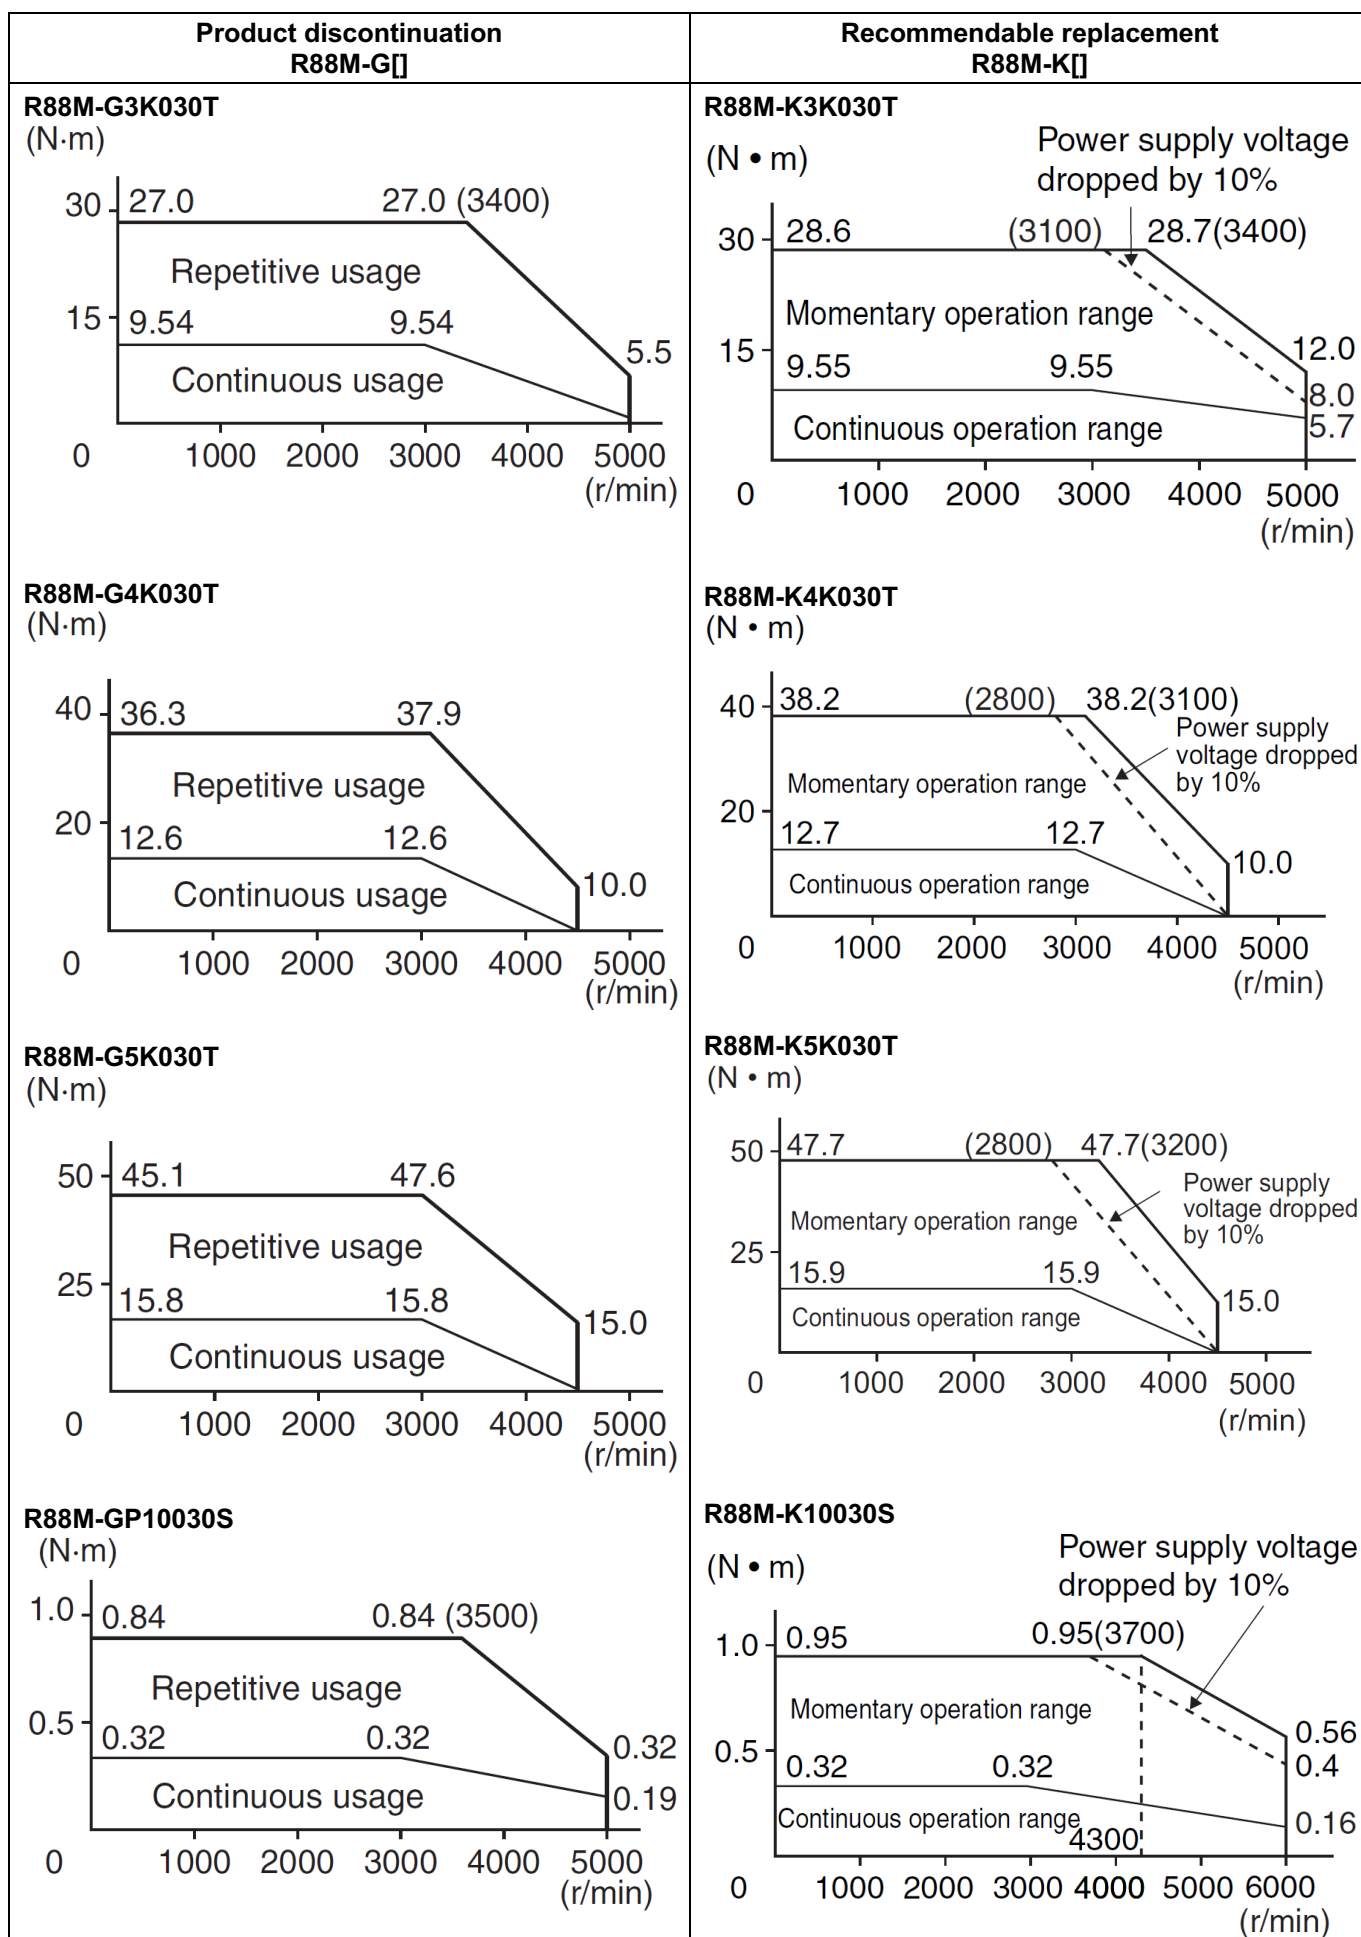 Product discontinuation
R88M-G[]
Recommendable replacement
R88M-K[]
R88M-G3K030T
(N·m)
30
27.0
27.0 (3400)
Repetitive usage
15
9.54
9.54
5.5
Continuous usage
0
1000
2000
3000
4000
5000
(r/min)
R88M-K3K030T
(N • m)
Power supply voltage
dropped by 10%
30
28.6
(3100)
28.7(3400)
Momentary operation range
15
9.55
9.55
12.0
8.0
5.7
Continuous operation range
0
1000
2000
3000
4000
5000
(r/min)
R88M-G4K030T
(N·m)
40
36.3
37.9
Repetitive usage
20
12.6
12.6
10.0
Continuous usage
0
1000
2000
3000
4000
5000
(r/min)
R88M-K4K030T
(N • m)
40
38.2
(2800)
38.2(3100)
Power supply
voltage dropped
by 10%
Momentary operation range
20
12.7
12.7
10.0
Continuous operation range
0
1000
2000
3000
4000
5000
(r/min)
R88M-G5K030T
(N·m)
50
45.1
47.6
Repetitive usage
25
15.8
15.8
15.0
Continuous usage
0
1000
2000
3000
4000
5000
(r/min)
R88M-K5K030T
(N • m)
50
47.7
(2800)
47.7(3200)
Power supply
voltage dropped
by 10%
Momentary operation range
25
15.9
15.9
15.0
Continuous operation range
0
1000
2000
3000
4000
5000
(r/min)
R88M-GP10030S
(N·m)
1.0
0.84
0.84 (3500)
Repetitive usage
0.5
0.32
0.32
0.32
0.19
Continuous usage
0
1000
2000
3000
4000
5000
(r/min)
R88M-K10030S
(N • m)
Power supply voltage
dropped by 10%
1.0
0.95
0.95(3700)
Momentary operation range
0.5
0.32
0.32
0.56
0.4
0.16
Continuous operation range
4300
0
1000
2000
3000
4000
5000
6000
(r/min)